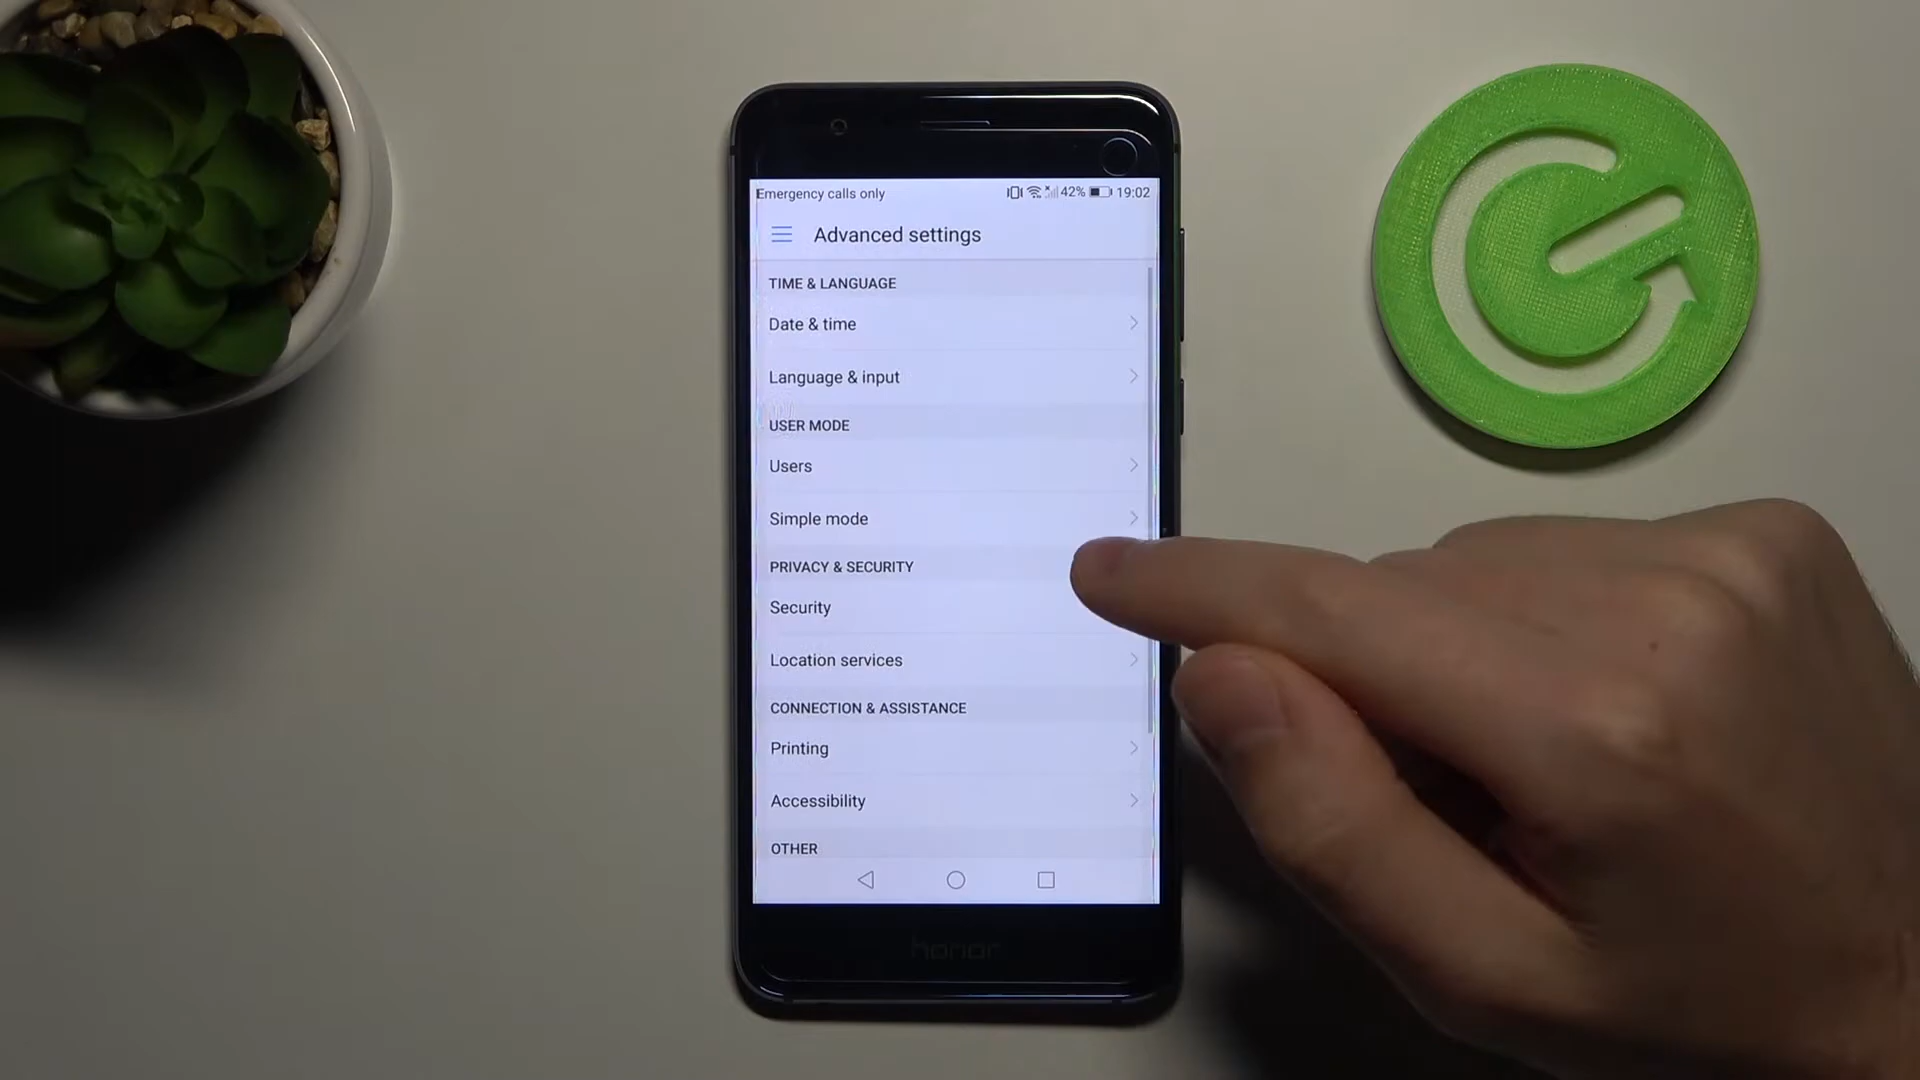 Emergency calls only 42% 19:02
Advanced settings
TIME & LANGUAGE
Date & time
Language & input
USER MODE
Users
Simple mode
PRIVACY & SECURITY
Security
Location services
CONNECTION & ASSISTANCE
Printing
Accessibility
OTHER
honor